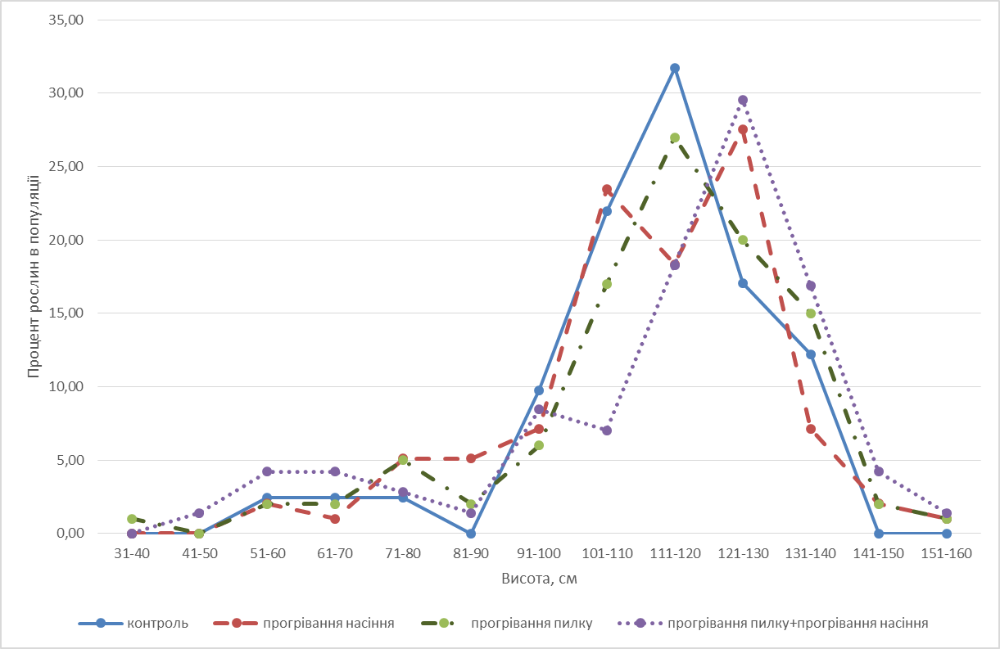 35,00
30,00
25,00
20,00
15,00
10,00
5,00
0,00
Процент рослин в популяції
31-40 41-50 51-60 61-70 71-80 81-90 91-100 101-110 111-120 121-130 131-140 141-150 151-160
Висота, см
контроль прогрівання насіння прогрівання пилку прогрівання пилку+прогрівання насіння